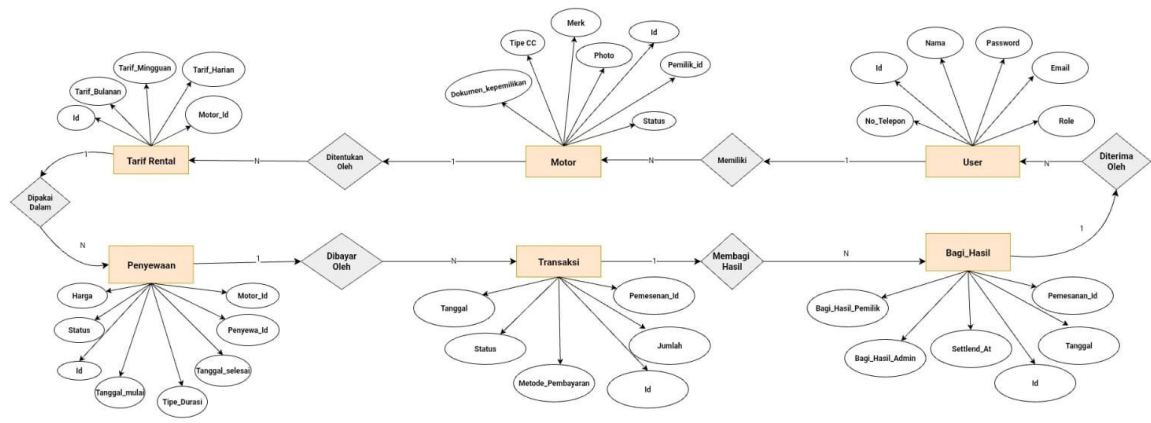 Merk
Id
Tipe CC
Photo
Pemilik_id
Dokumen_kepemilikan
Status
Nama
Password
Id
Email
No_Telepon
Role
Tarif_Mingguan
Tarif_Harian
Tarif_Bulanan
Id
Motor_Id
Tarif Rental
N
Ditentukan
Oleh
1
Motor
N
Memiliki
1
User
N
Diterima
Oleh
1
Dipakai
Dalam
N
Penyewaan
1
Dibayar
Oleh
N
Transaksi
1
Membagi
Hasil
N
Bagi_Hasil
1
Harga
Motor_Id
Status
Penyewa_Id
Id
Tanggal_selesai
Tanggal_mulai
Tipe_Durasi
Tanggal
Pemesenan_Id
Status
Jumlah
Metode_Pembayaran
Id
Bagi_Hasil_Pemilik
Pemesanan_Id
Bagi_Hasil_Admin
Settlend_At
Tanggal
Id